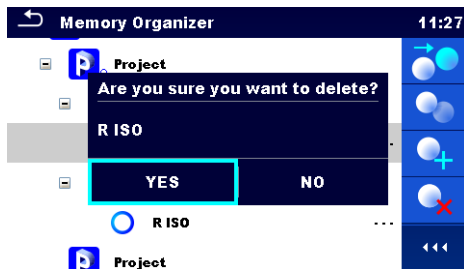 Memory Organizer 11:27
Project
Are you sure you want to delete?
R ISO
YES NO
R ISO ...
Project